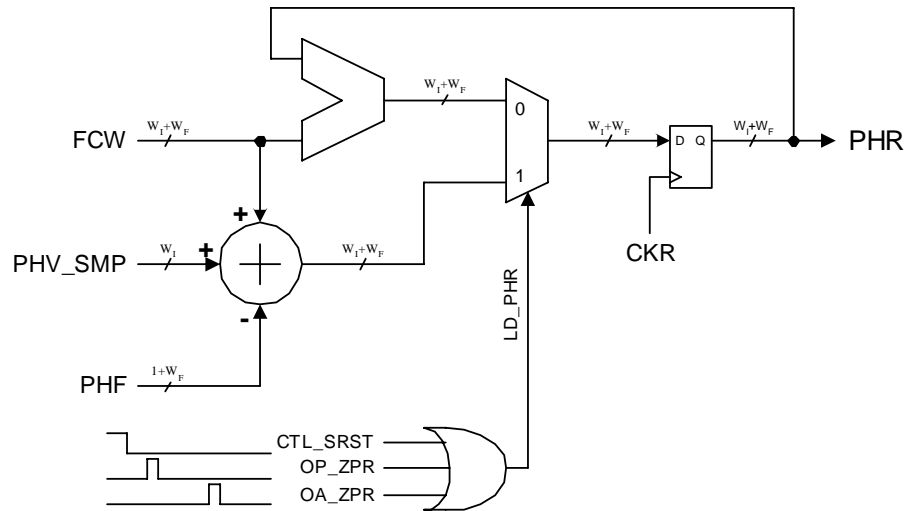 W_I+W_F
0
FCW
W_I+W_F
W_I+W_F
D Q
W_I+W_F
PHR
+
1
PHV_SMP
W_I
+
W_I+W_F
CKR
-
LD_PHR
PHF
1+W_F
CTL_SRST
OP_ZPR
OA_ZPR